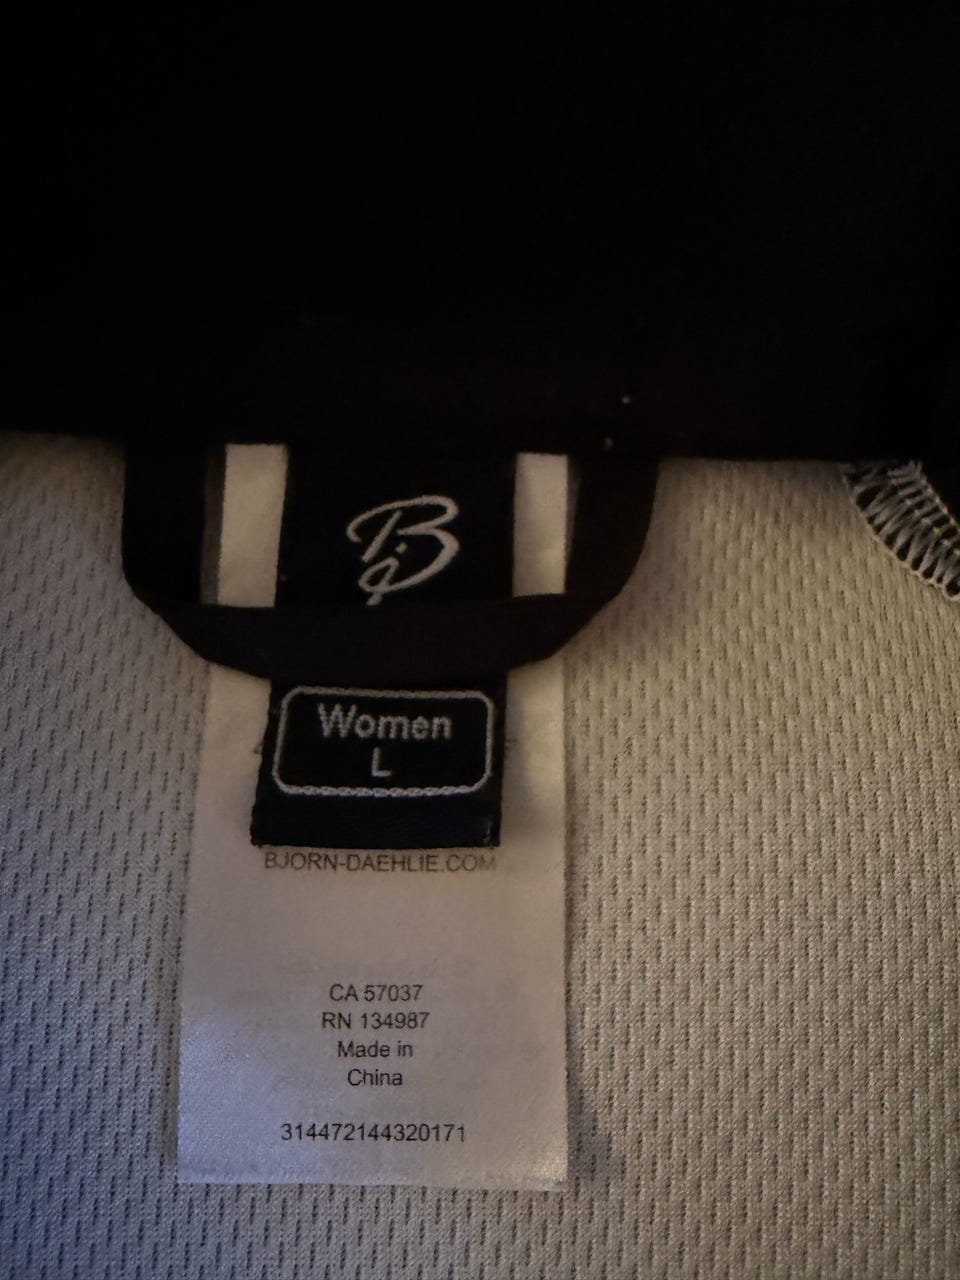 Women
L
BJORN-DAEHLIE.COM
CA 57037
RN 134987
Made in
China
314472144320171